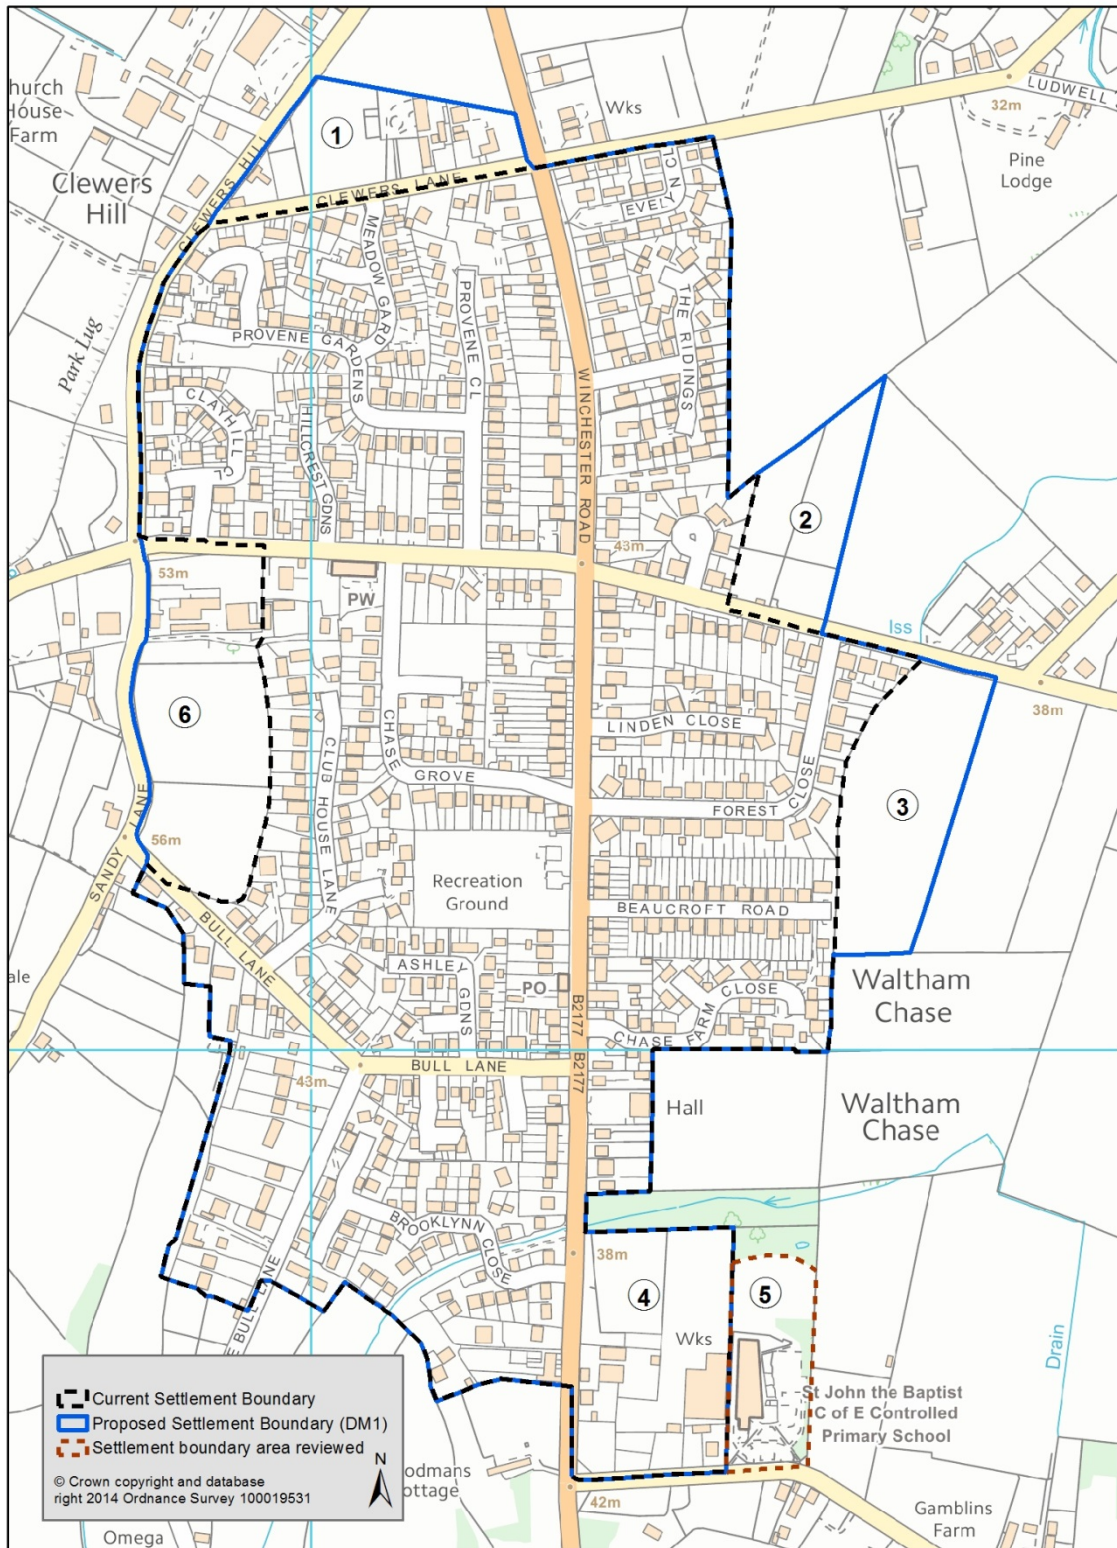 hurch
House
Farm
Wks
LUDWELL
32m
Pine
Lodge
1
Clewers
Hill
CLEWERS HILL
CLEWERS LANE
EVELYN CL
MEADOW GARD
PROVENE CL
THE RIDINGS
Park Lug
PROVENE GARDENS
CLAYHILL CL
HILLCREST GDNS
WINCHESTER ROAD
2
43m
53m
PW
Iss
38m
6
LINDEN CLOSE
CHASE GROVE
CLUB HOUSE LANE
FOREST CLOSE
3
SANDY LANE
56m
Recreation
Ground
BEAUCROFT ROAD
BULL LANE
ale
ASHLEY GDNS
PO
CHASE FARM CLOSE
Waltham
Chase
B2177
B2177
BULL LANE
43m
Hall
Waltham
Chase
BROOKLYNN CLOSE
38m
4
5
Wks
E BULL LANE
Drain
St John the Baptist
C of E Controlled
Primary School
odmans
ottage
42m
Gamblins
Farm
Omega
Current Settlement Boundary
Proposed Settlement Boundary (DM1)
Settlement boundary area reviewed
N
© Crown copyright and database
right 2014 Ordnance Survey 100019531